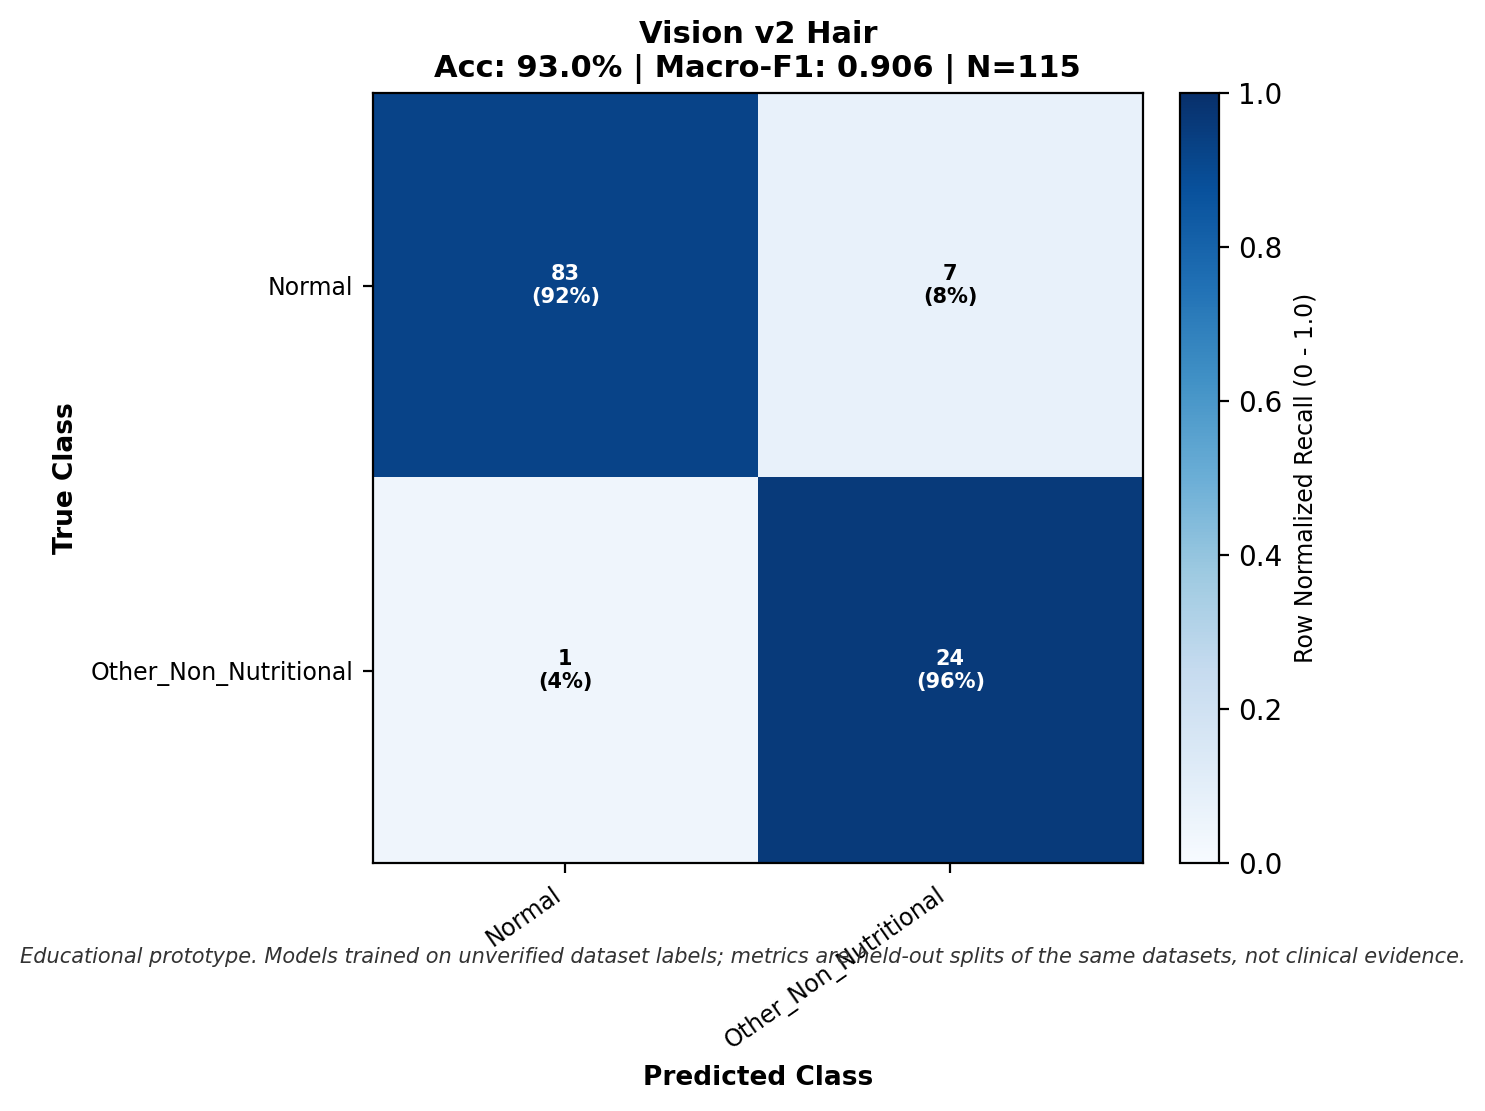 Vision v2 Hair
Acc: 93.0% | Macro-F1: 0.906 | N=115
True Class
Normal
83
(92%)
7
(8%)
Other_Non_Nutritional
1
(4%)
24
(96%)
1.0
0.8
0.6
0.4
0.2
0.0
Row Normalized Recall (0 - 1.0)
Normal
Other_Non_Nutritional
Educational prototype. Models trained on unverified dataset labels; metrics are held-out splits of the same datasets, not clinical evidence.
Predicted Class